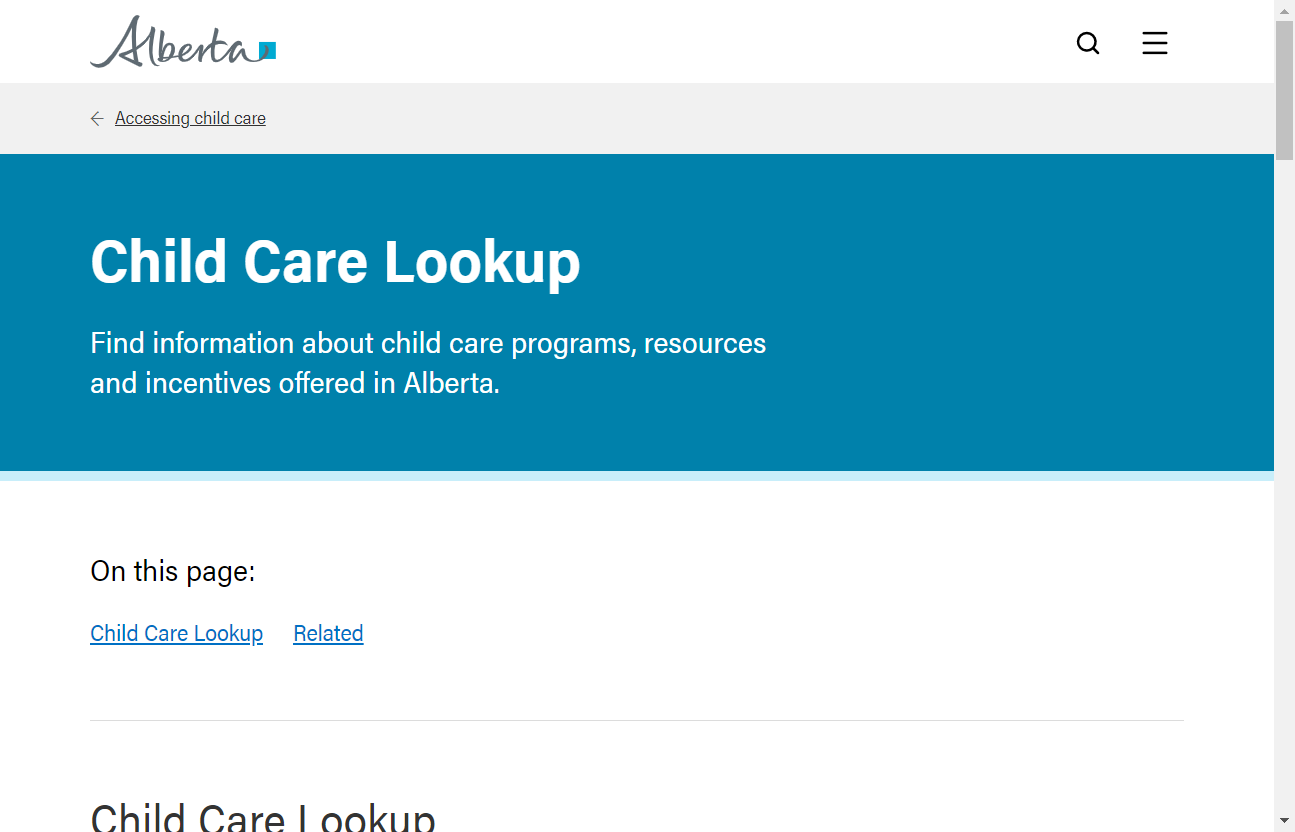 Alberta
Accessing child care
Child Care Lookup
Find information about child care programs, resources
and incentives offered in Alberta.
On this page:
Child Care Lookup Related
Child Care Lookup